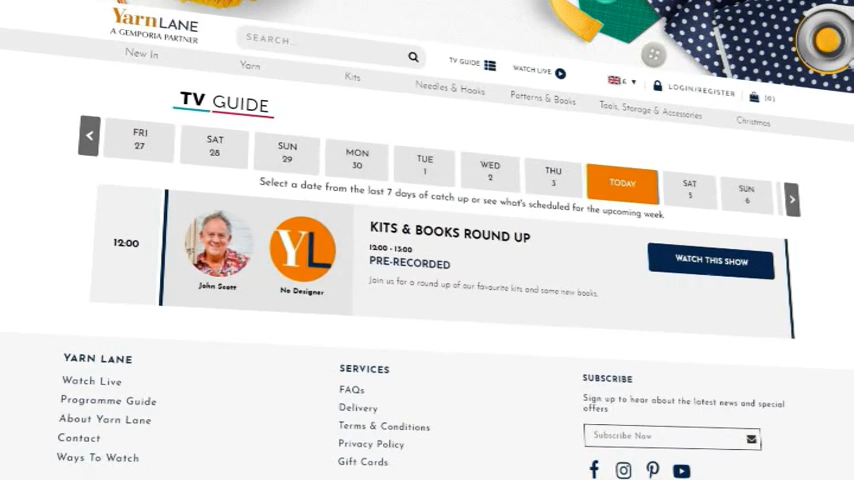 YarnLANE
A GEMPORIA PARTNER
SEARCH...
TV GUIDE
WATCH LIVE
£
LOGIN/REGISTER
(0)
New In
Yarn
Kits
Needles & Hooks
Patterns & Books
Tools, Storage & Accessories
Christmas
TV GUIDE
<
FRI
27
SAT
28
SUN
29
MON
30
TUE
1
WED
2
THU
3
TODAY
SAT
5
SUN
6
>
Select a date from the last 7 days of catch up or see what's scheduled for the upcoming week.
12:00
YL
John Scott
No Designer
KITS & BOOKS ROUND UP
12:00 - 13:00
PRE-RECORDED
Join us for a round up of our favourite kits and some new books.
WATCH THIS SHOW
YARN LANE
Watch Live
Programme Guide
About Yarn Lane
Contact
Ways To Watch
SERVICES
FAQs
Delivery
Terms & Conditions
Privacy Policy
Gift Cards
SUBSCRIBE
Sign up to hear about the latest news and special
offers
Subscribe Now